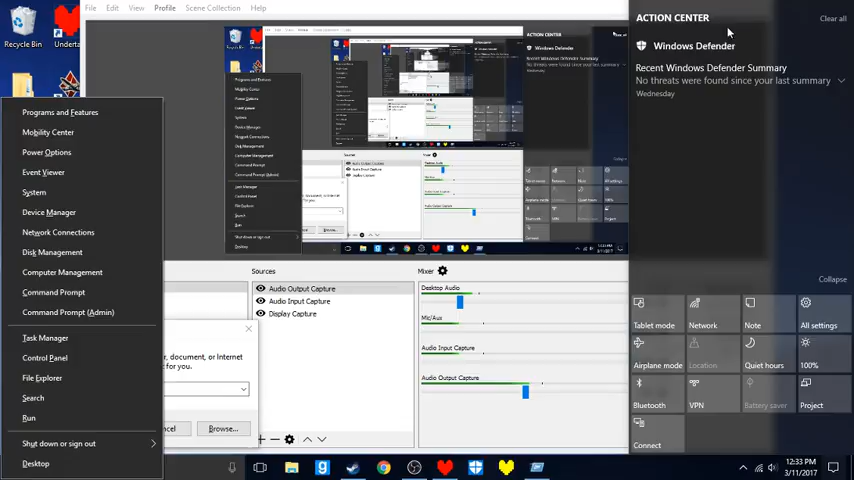 File Edit View Profile Scene Collection Help
Recycle Bin
Underta
Programs and Features
Mobility Center
Power Options
Event Viewer
System
Device Manager
Network Connections
Disk Management
Computer Management
Command Prompt
Command Prompt (Admin)
Task Manager
Control Panel
File Explorer
Search
Run
Shut down or sign out
Desktop
, document, or Internet
for you.
cel
Browse...
Sources
Audio Output Capture
Audio Input Capture
Display Capture
Mixer
Desktop Audio
Mic/Aux
Audio Input Capture
Audio Output Capture
ACTION CENTER
Clear all
Windows Defender
Recent Windows Defender Summary
No threats were found since your last summary
Wednesday
Collapse
Tablet mode
Network
Note
All settings
Airplane mode
Location
Quiet hours
100%
Bluetooth
VPN
Battery saver
Project
Connect
12:33 PM
3/11/2017